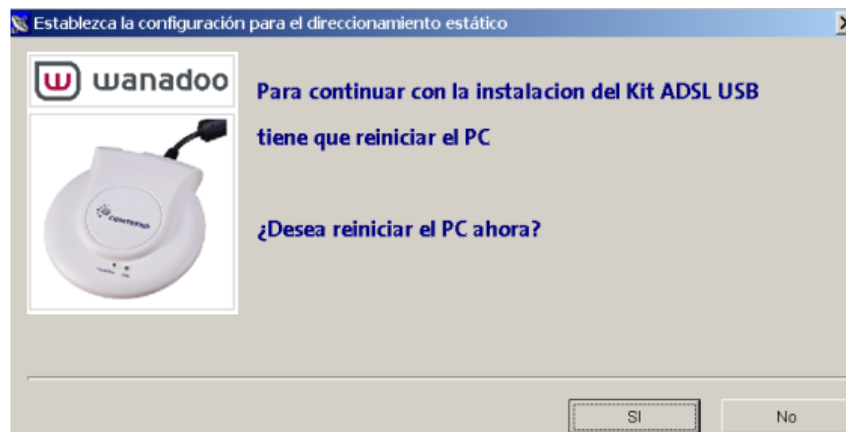 Establezca la configuración para el direccionamiento estático
wanadoo
Para continuar con la instalacion del Kit ADSL USB
tiene que reiniciar el PC
COMTREND
¿Desea reiniciar el PC ahora?
SI
No